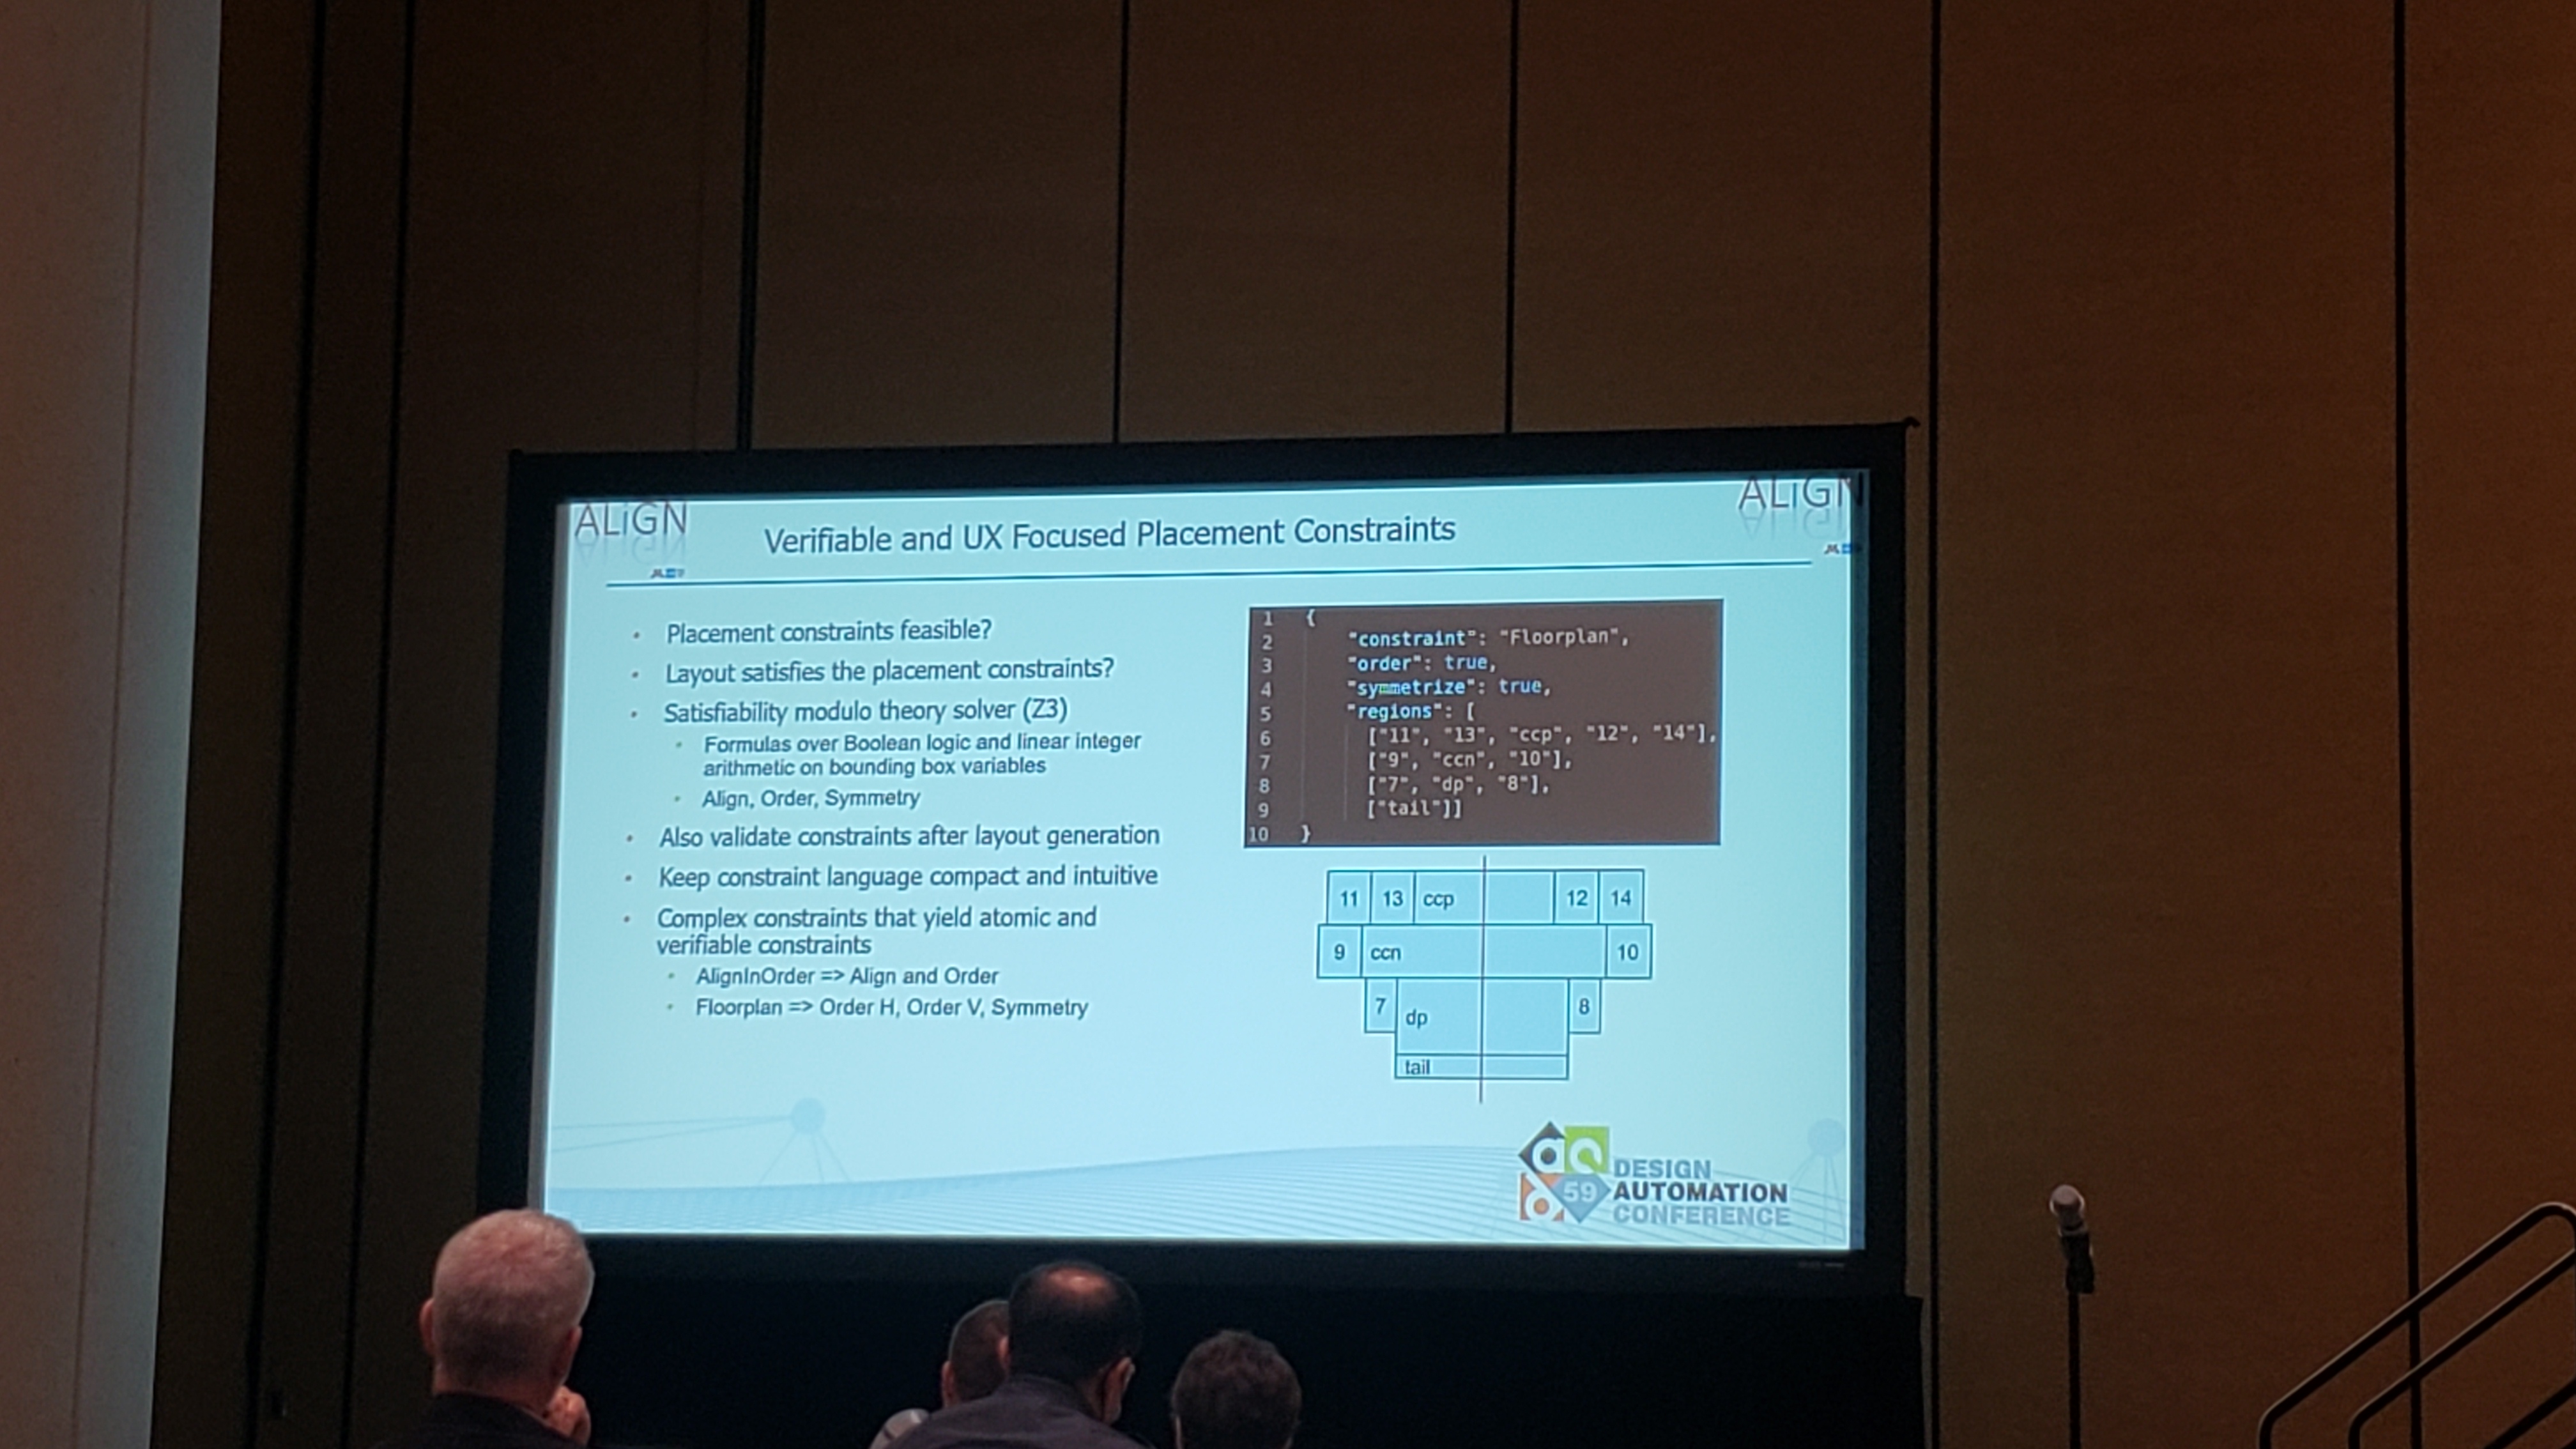 ALiGN
ALiGN
Verifiable and UX Focused Placement Constraints
Placement constraints feasible?
Layout satisfies the placement constraints?
Satisfiability modulo theory solver (Z3)
Formulas over Boolean logic and linear integer
arithmetic on bounding box variables
Align, Order, Symmetry
Also validate constraints after layout generation
Keep constraint language compact and intuitive
Complex constraints that yield atomic and
verifiable constraints
AlignInOrder => Align and Order
Floorplan => Order H, Order V, Symmetry
1 {
2 "constraint": "Floorplan",
3 "order": true,
4 "symmetrize": true,
5 "regions": [
6 ["11", "13", "ccp", "12", "14"],
7 ["9", "ccn", "10"],
8 ["7", "dp", "8"],
9 ["tail"]]
10 }
11 13 ccp 12 14
9 ccn 10
7 dp 8
tail
59
DESIGN
AUTOMATION
CONFERENCE